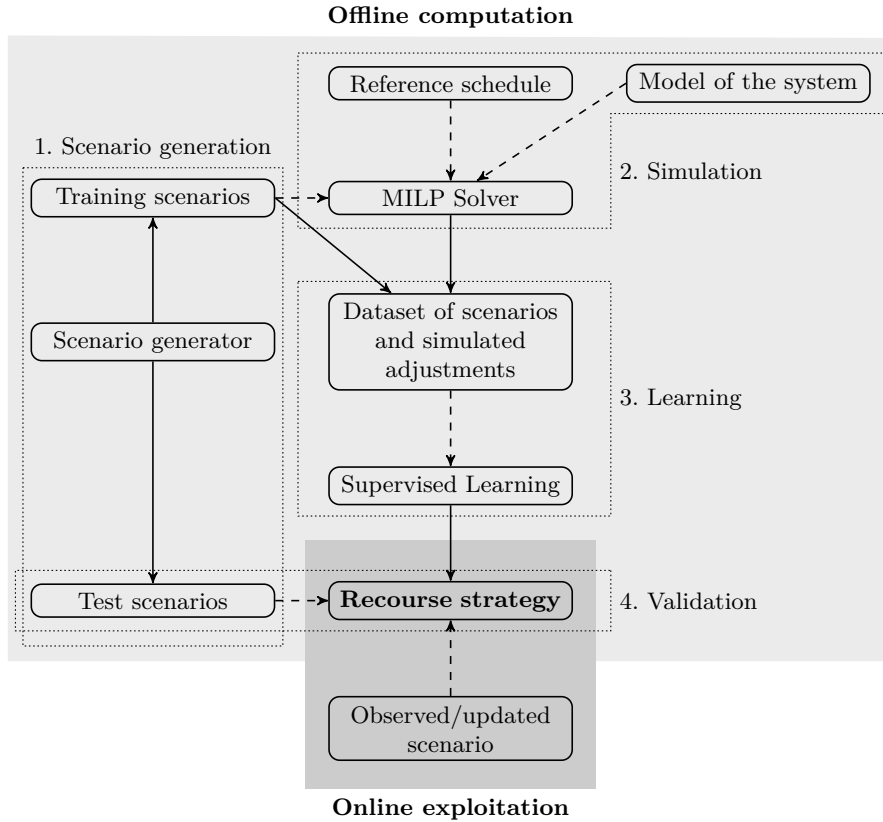 Offline computation
Reference schedule
Model of the system
1. Scenario generation
2. Simulation
Training scenarios
MILP Solver
Scenario generator
Dataset of scenarios
and simulated
adjustments
3. Learning
Supervised Learning
Test scenarios
Recourse strategy
4. Validation
Observed/updated
scenario
Online exploitation